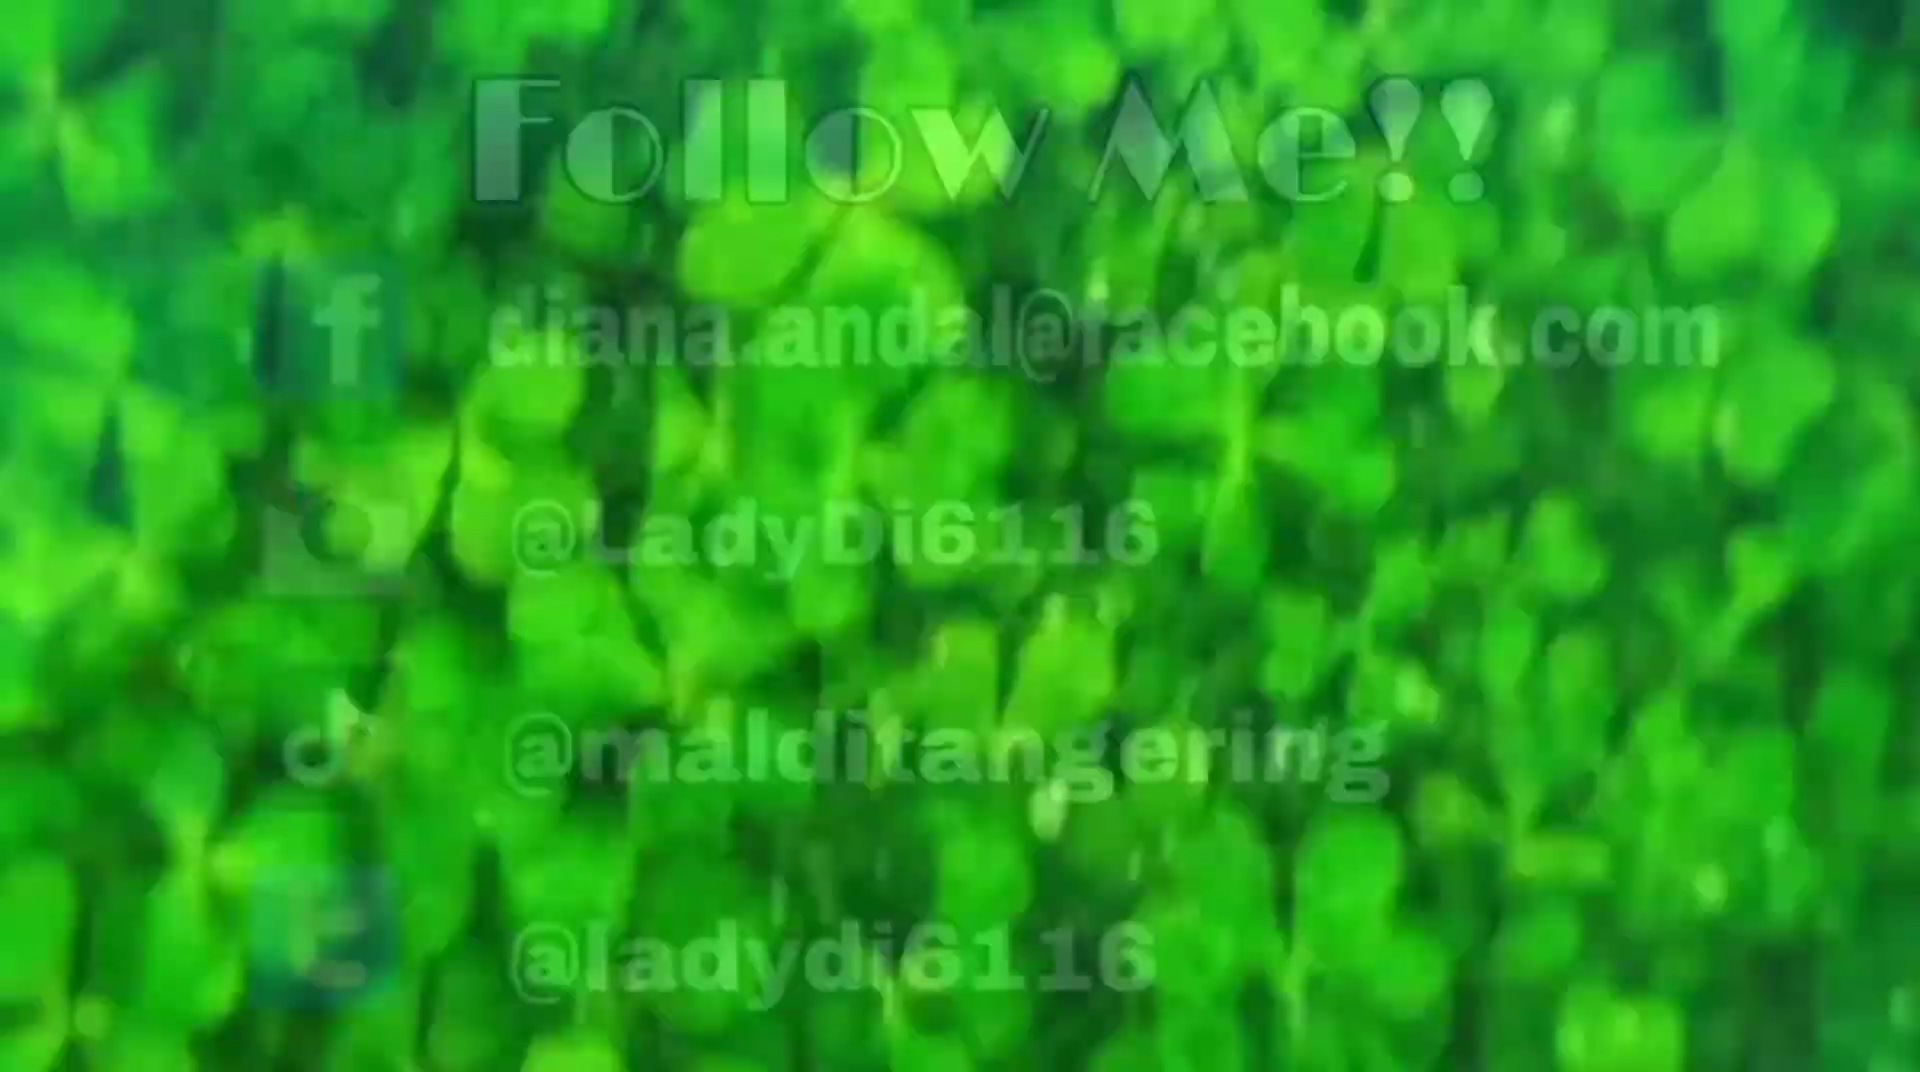 Follow Me!!
diana.andal@facebook.com
@LadyDi6116
@malditangering
@ladydi6116